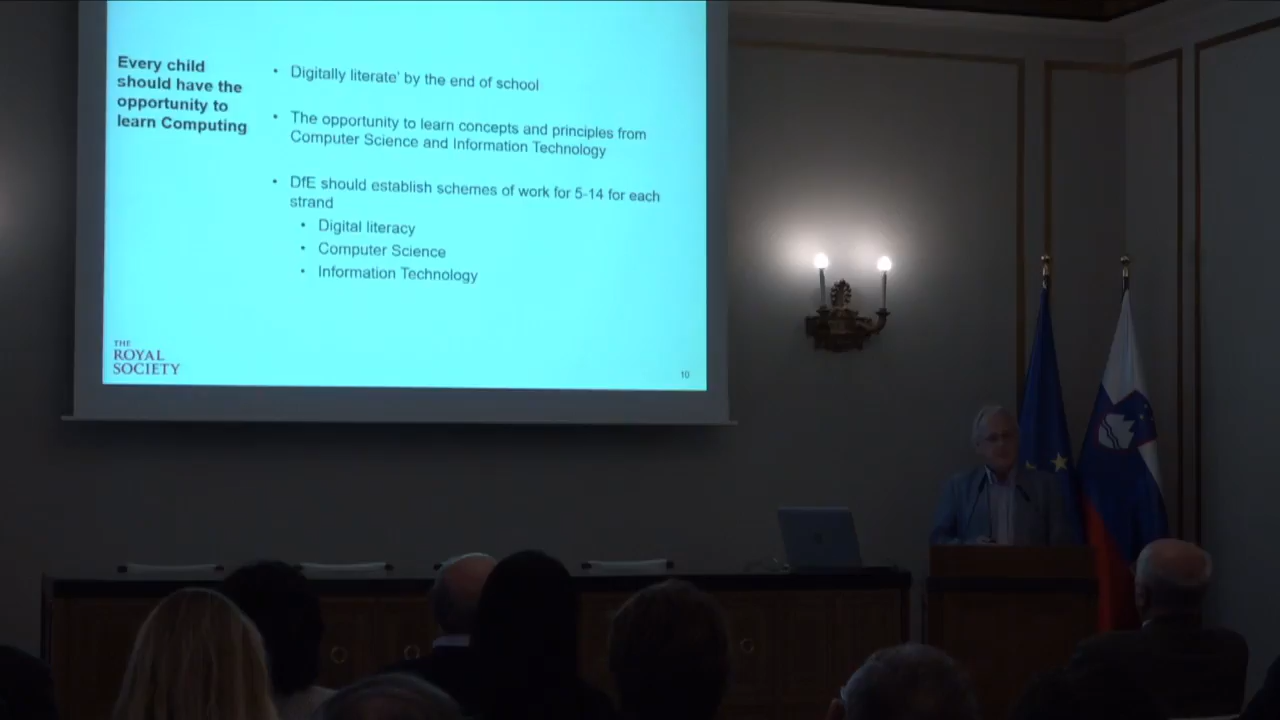 Every child
should have the
opportunity to
learn Computing
• Digitally literate' by the end of school
• The opportunity to learn concepts and principles from
Computer Science and Information Technology
• DfE should establish schemes of work for 5-14 for each
strand
• Digital literacy
• Computer Science
• Information Technology
THE
ROYAL
SOCIETY
10